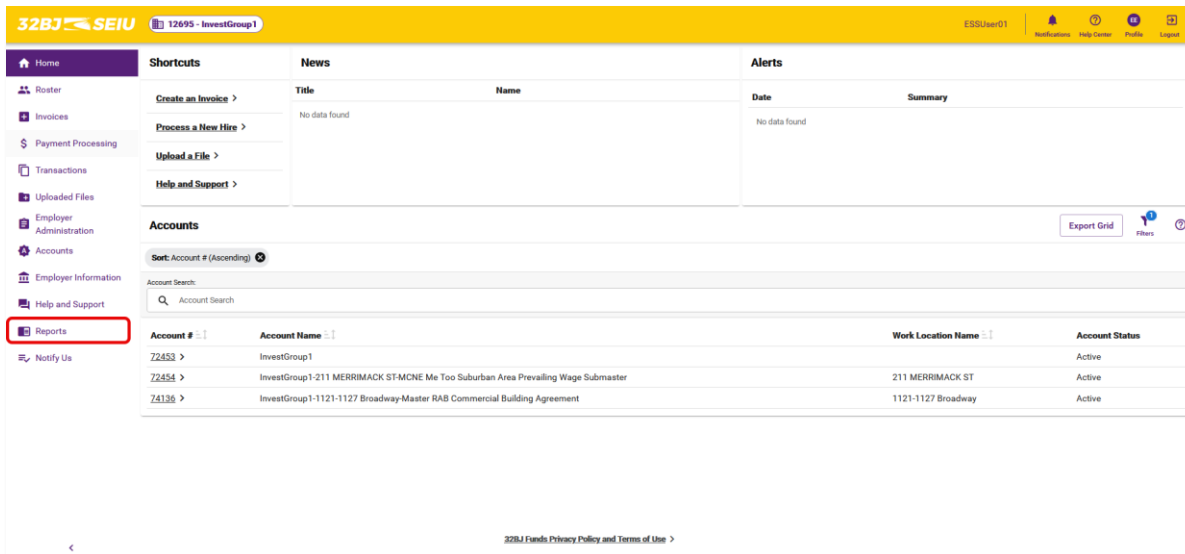 32BJ SEIU
12695 - InvestGroup1
ESSUser01
Notifications
Help Center
EE
Profile
Logout
Home
Roster
Invoices
Payment Processing
Transactions
Uploaded Files
Employer
Administration
Accounts
Employer Information
Help and Support
Reports
Notify Us
Shortcuts
Create an Invoice
Process a New Hire
Upload a File
Help and Support
News
Title Name
No data found
Alerts
Date Summary
No data found
Accounts
Export Grid
1
Filters
Sort: Account # (Ascending)
Account Search:
Account Search
Account # Account Name Work Location Name Account Status
72453 InvestGroup1 Active
72454 InvestGroup1-211 MERRIMACK ST-MCNE Me Too Suburban Area Prevailing Wage Submaster 211 MERRIMACK ST Active
74136 InvestGroup1-1121-1127 Broadway-Master RAB Commercial Building Agreement 1121-1127 Broadway Active
32BJ Funds Privacy Policy and Terms of Use